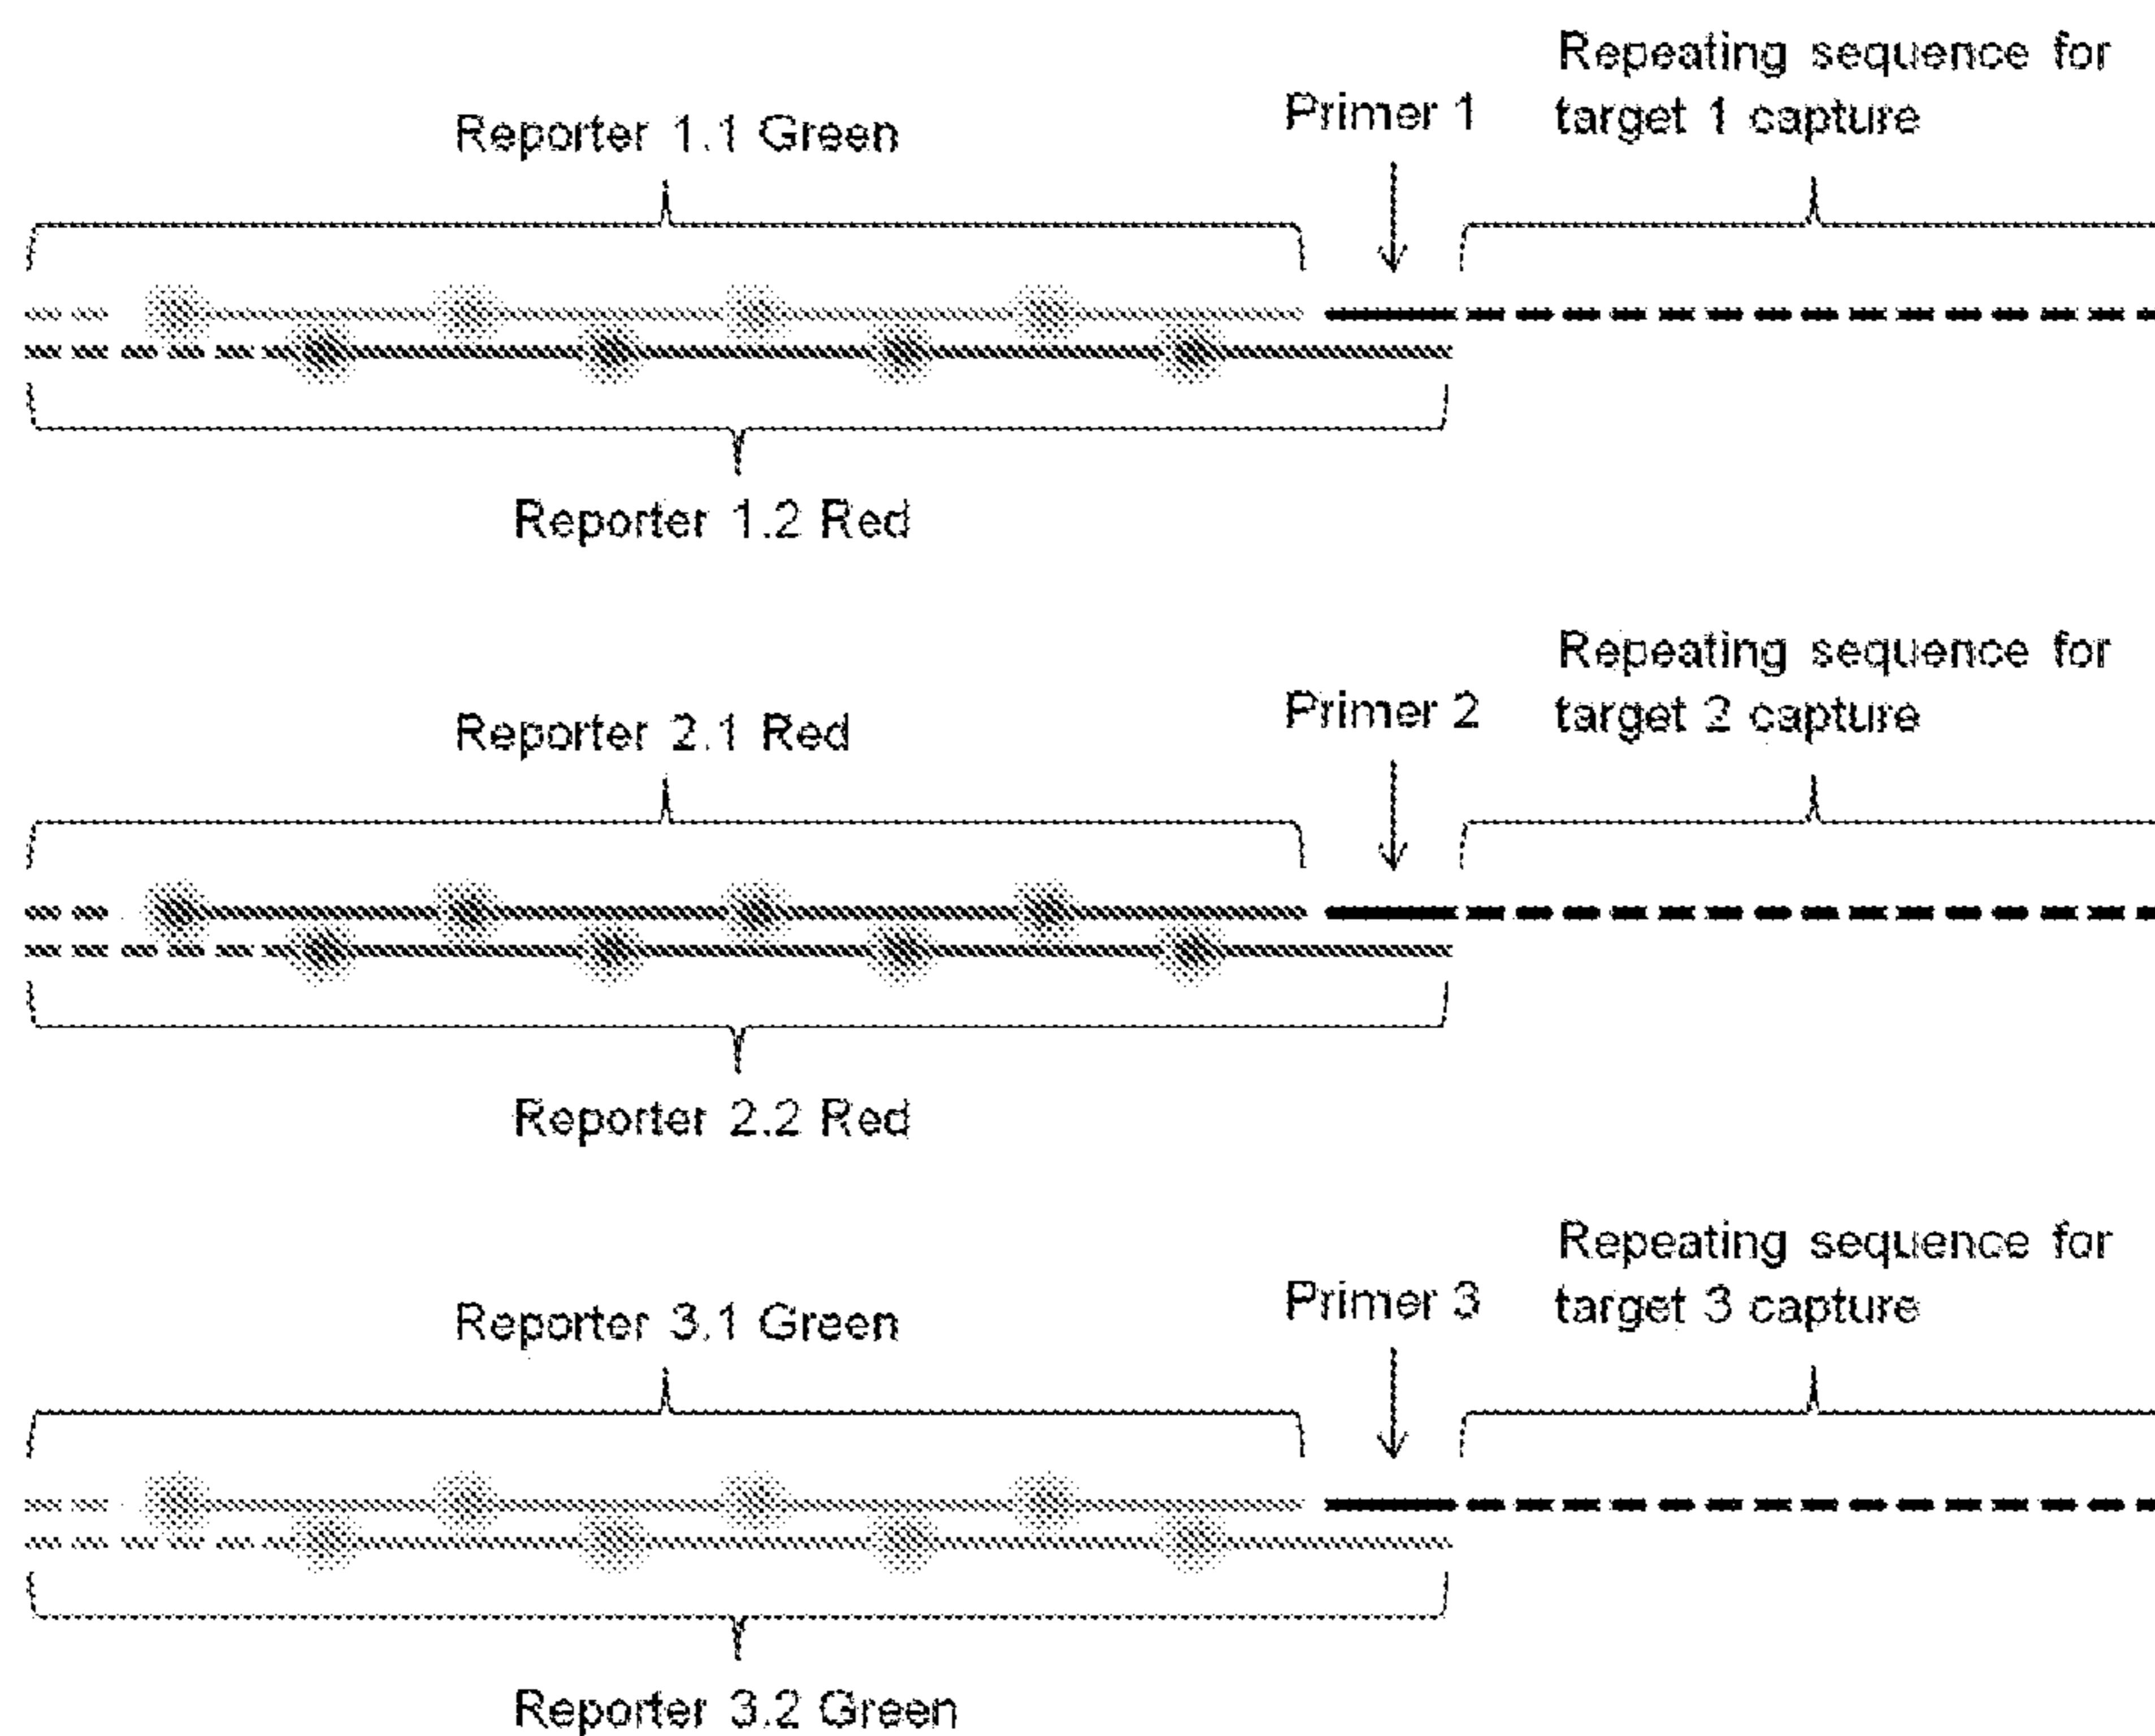 Repeating sequence for
Reporter 1.1 Green
Primer 1
target 1 capture
Reporter 1.2 Red
Repeating sequence for
Reporter 2.1 Red
Primer 2
target 2 capture
Reporter 2.2 Red
Repeating sequence for
Reporter 3.1 Green
Primer 3
target 3 capture
Reporter 3.2 Green